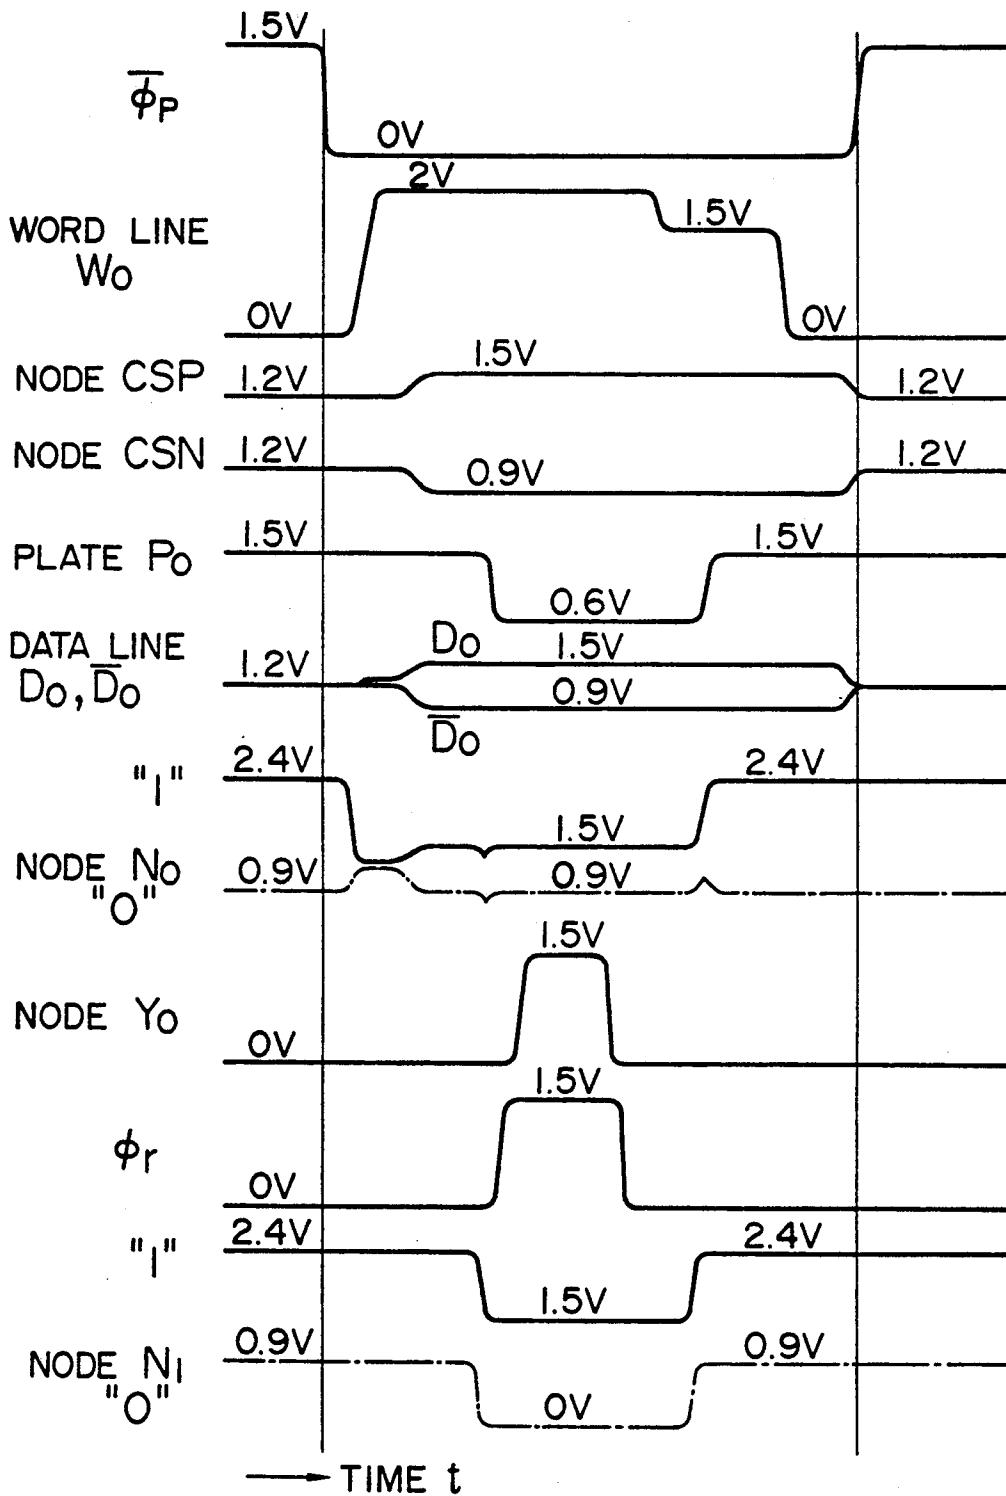 1.5V
ϕ̅P
0V
2V
WORD LINE
W0
1.5V
0V
0V
1.5V
NODE CSP
1.2V
1.2V
NODE CSN
1.2V
1.2V
0.9V
1.5V
1.5V
PLATE P0
0.6V
DATA LINE
D0, D̅0
1.2V
D0
1.5V
0.9V
D̅0
"1"
2.4V
2.4V
1.5V
NODE N0
"0"
0.9V
0.9V
1.5V
NODE Y0
0V
1.5V
ϕr
0V
"1"
2.4V
2.4V
1.5V
NODE N1
"0"
0.9V
0.9V
0V
TIME t